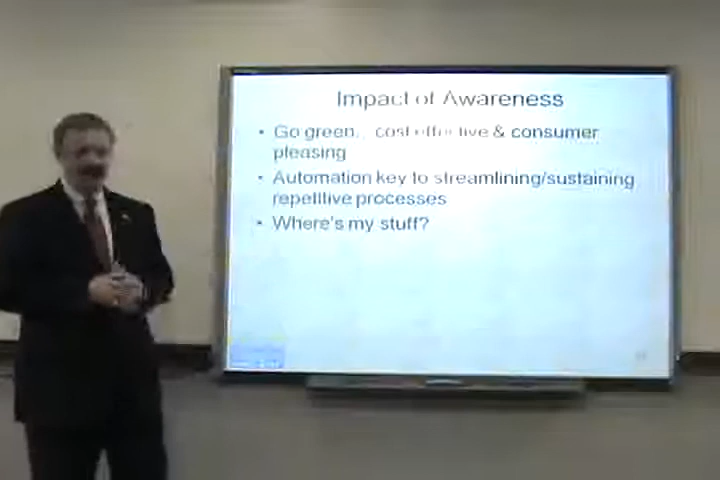 Impact of Awareness
• Go green... cost effective & consumer
pleasing
• Automation key to streamlining/sustaining
repetitive processes
• Where's my stuff?